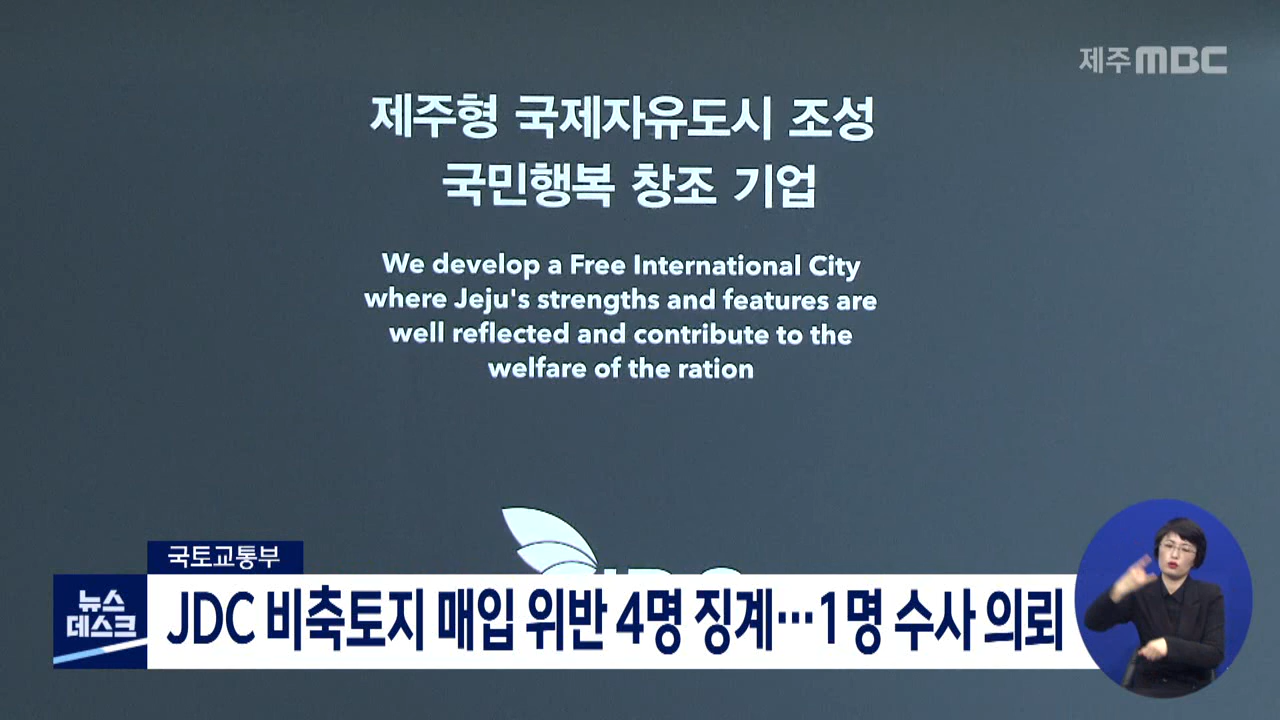 제주MBC
제주형 국제자유도시 조성
국민행복 창조 기업
We develop a Free International City
where Jeju's strengths and features are
well reflected and contribute to the
welfare of the ration
국토교통부
뉴스
데스크
JDC 비축토지 매입 위반 4명 징계…1명 수사 의뢰